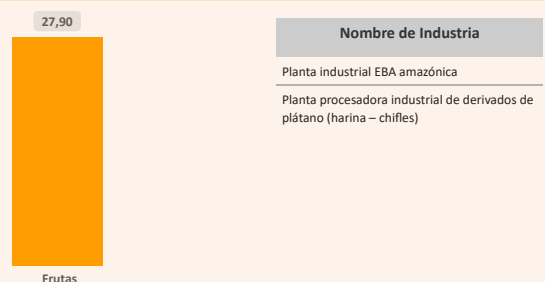 27,90
Frutas
Nombre de Industria
Planta industrial EBA amazónica
Planta procesadora industrial de derivados de
plátano (harina – chifles)